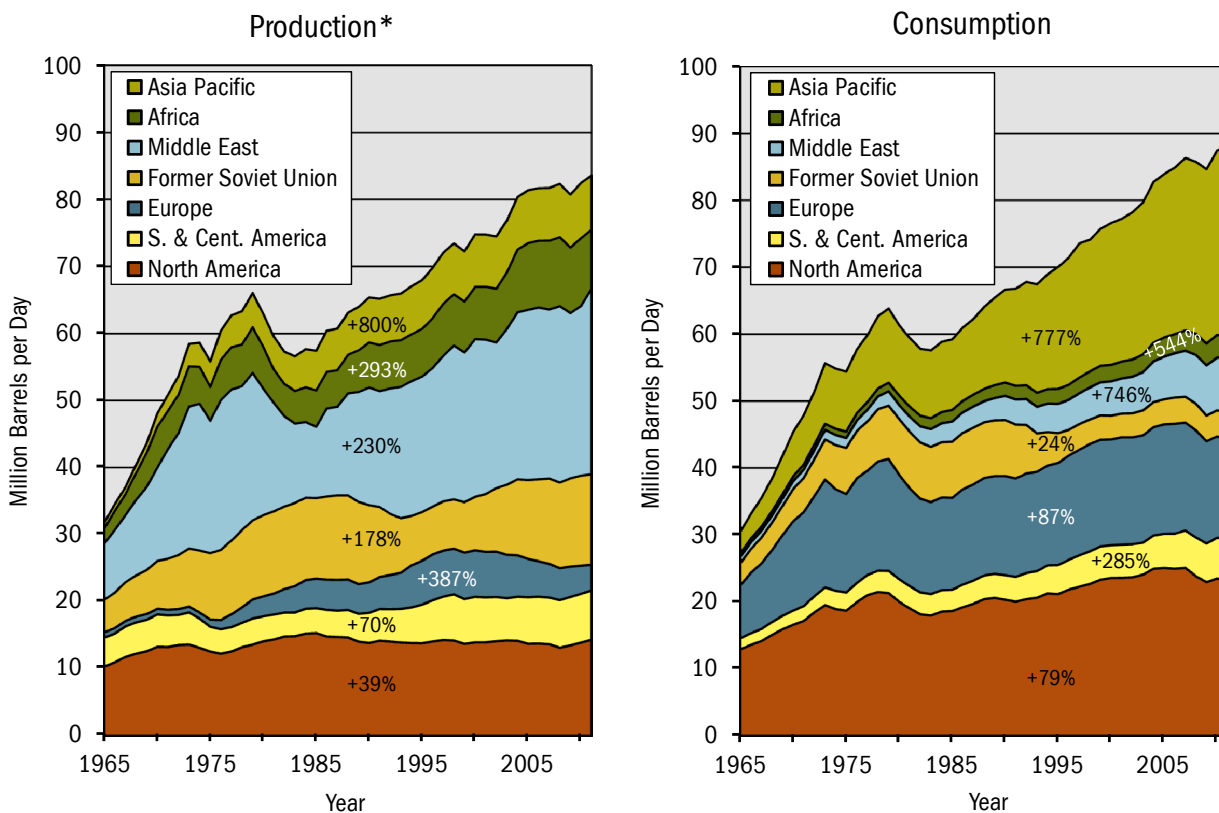 Production*
Million Barrels per Day
100
90
80
70
60
50
40
30
20
10
0
Asia Pacific
Africa
Middle East
Former Soviet Union
Europe
S. & Cent. America
North America
+800%
+293%
+230%
+178%
+387%
+70%
+39%
1965
1975
1985
1995
2005
Year
Consumption
Million Barrels per Day
100
90
80
70
60
50
40
30
20
10
0
Asia Pacific
Africa
Middle East
Former Soviet Union
Europe
S. & Cent. America
North America
+777%
+544%
+746%
+24%
+87%
+285%
+79%
1965
1975
1985
1995
2005
Year